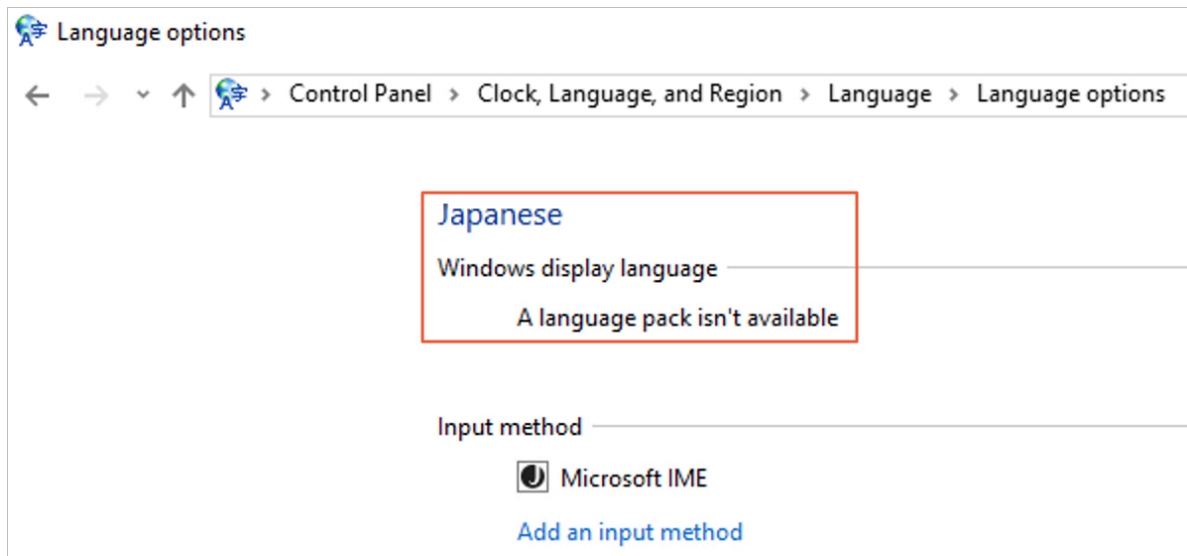 Language options
Control Panel > Clock, Language, and Region > Language > Language options
Japanese
Windows display language
A language pack isn't available
Input method
Microsoft IME
Add an input method